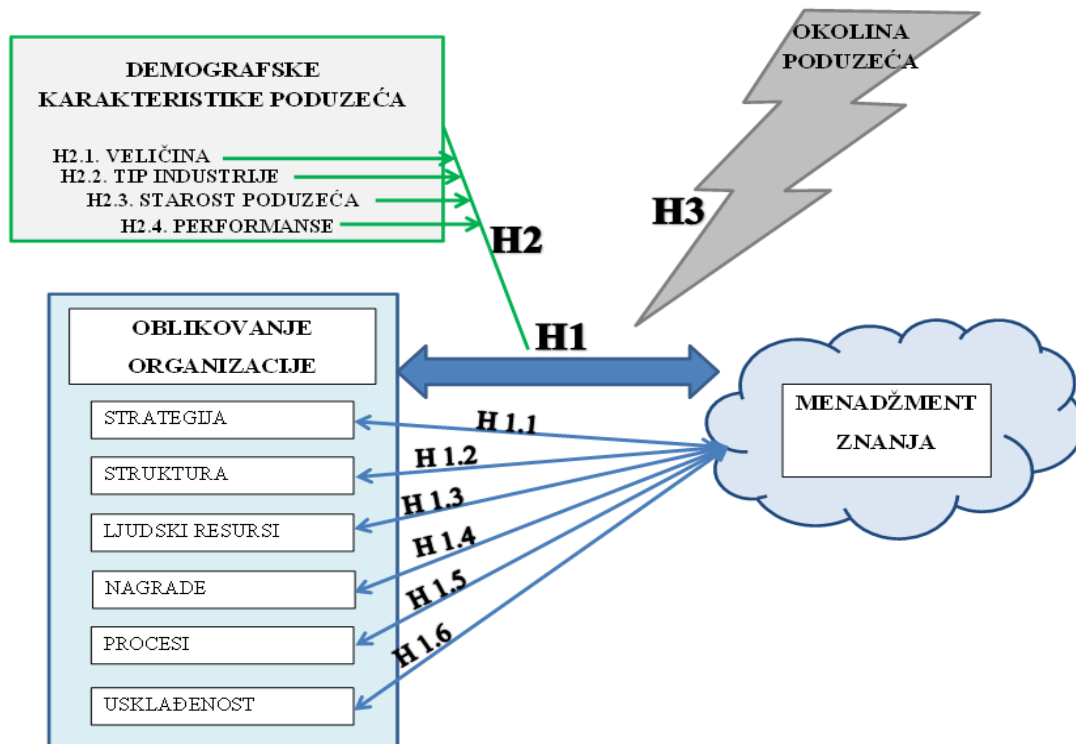 DEMOGRAFSKE
KARAKTERISTIKE PODUZEĆA
H2.1. VELIČINA
H2.2. TIP INDUSTRIJE
H2.3. STAROST PODUZEĆA
H2.4. PERFORMANSE
OKOLINA
PODUZEĆA
H3
H2
H1
OBLIKOVANJE
ORGANIZACIJE
STRATEGIJA
STRUKTURA
LJUDSKI RESURSI
NAGRADE
PROCESI
USKLAĐENOST
H 1.1
H 1.2
H 1.3
H 1.4
H 1.5
H 1.6
MENADŽMENT
ZNANJA